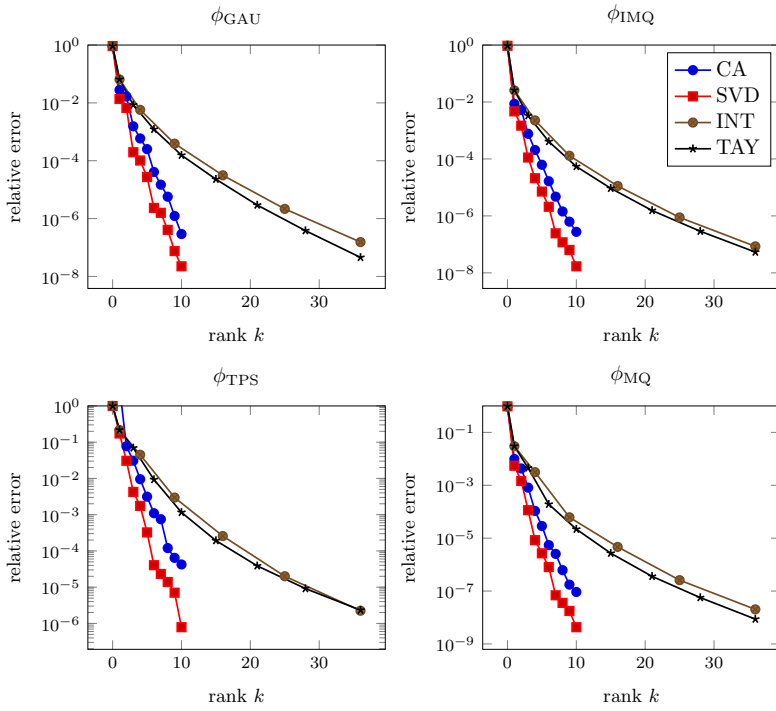 ϕ_GAU
10^0
10^−2
10^−4
10^−6
10^−8
relative error
0 10 20 30
rank k
ϕ_IMQ
10^0
10^−2
10^−4
10^−6
10^−8
relative error
0 10 20 30
rank k
CA
SVD
INT
TAY
ϕ_TPS
10^0
10^−1
10^−2
10^−3
10^−4
10^−5
10^−6
relative error
0 10 20 30
rank k
ϕ_MQ
10^−1
10^−3
10^−5
10^−7
10^−9
relative error
0 10 20 30
rank k